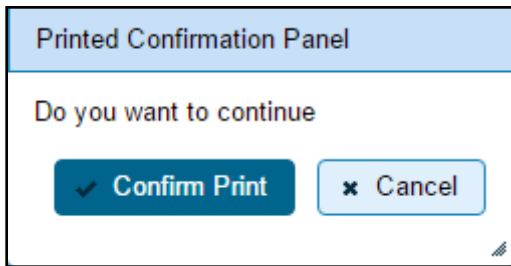 Printed Confirmation Panel
Do you want to continue
Confirm Print
Cancel